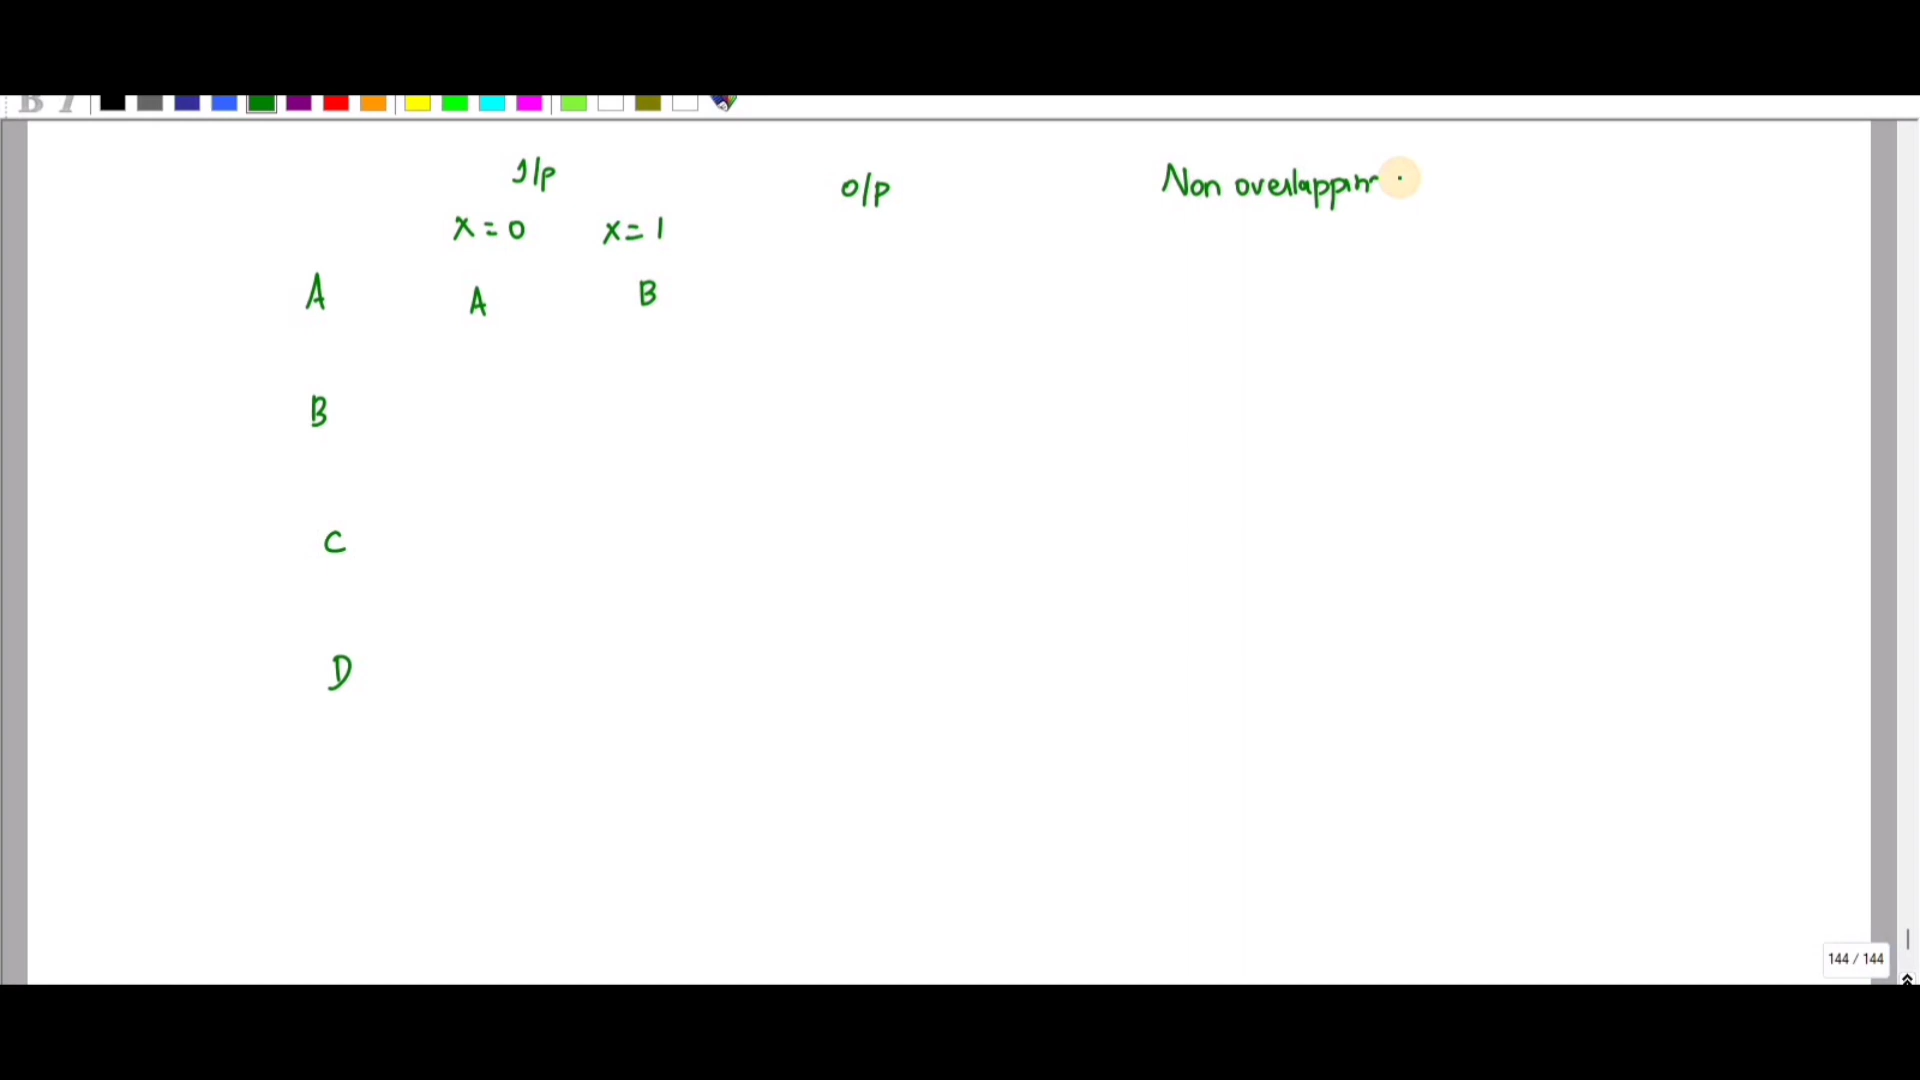 B I
I/p
o/p
Non overlappin
x = 0
x = 1
A
A
B
B
C
D
144 / 144